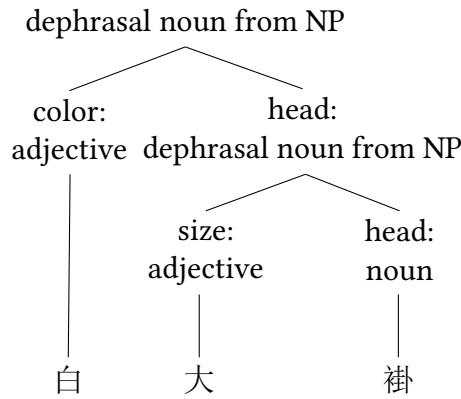 dephrasal noun from NP
color:
adjective
head:
dephrasal noun from NP
size:
adjective
head:
noun
白 大 褂